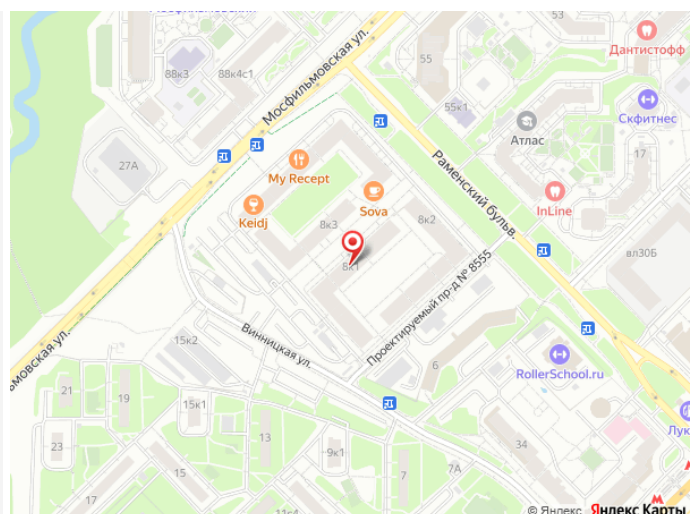 88к3
88к4с1
Мосфильмовская ул.
55
Дантистофф
Скфитнес
55к1
Атлас
17
27А
My Recept
Раменский бульв.
InLine
Keidj
8к3
Sova
8к2
вл30Б
8к1
Проектируемый пр-д № 8555
Винницкая ул.
15к2
6
RollerSchool.ru
21
19
15к1
13
34
23
9к1
7
7А
15
17
11к4
© Яндекс
Яндекс Карты